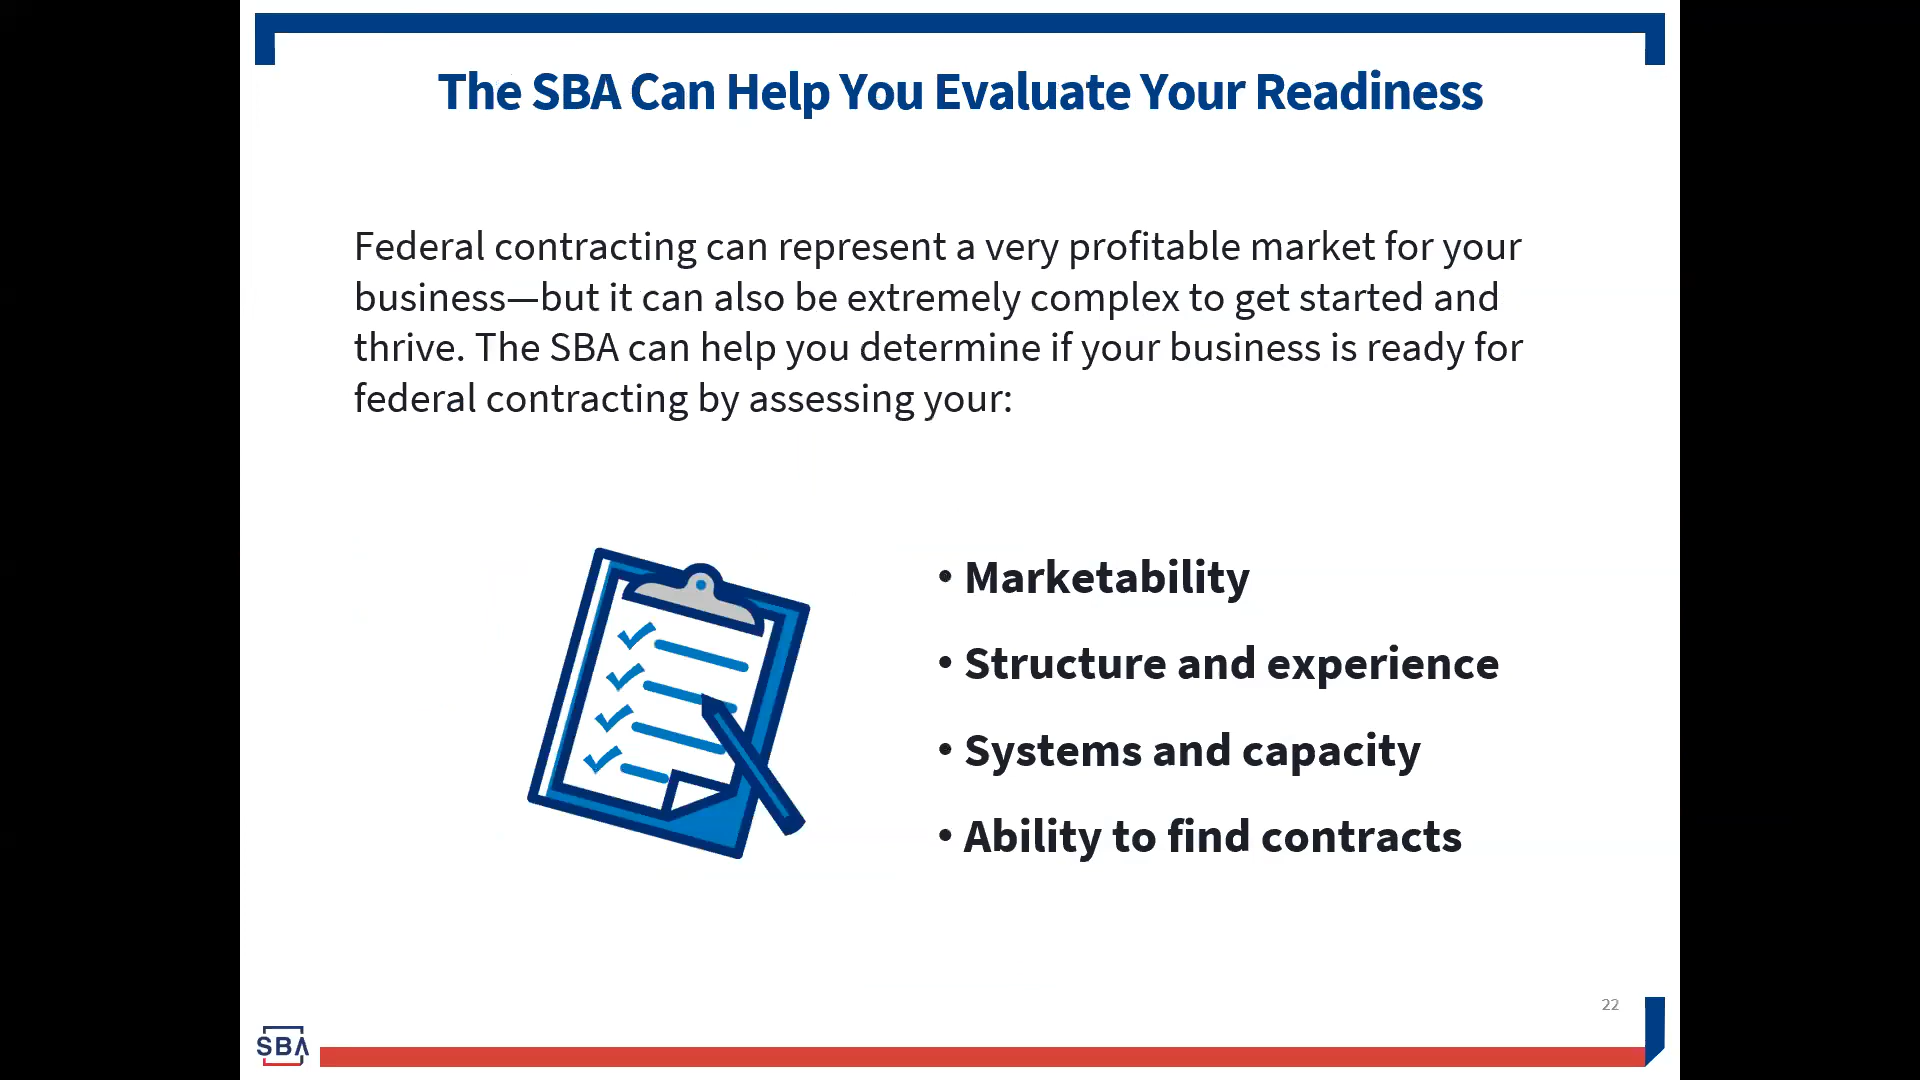 The SBA Can Help You Evaluate Your Readiness
Federal contracting can represent a very profitable market for your
business—but it can also be extremely complex to get started and
thrive. The SBA can help you determine if your business is ready for
federal contracting by assessing your:
• Marketability
• Structure and experience
• Systems and capacity
• Ability to find contracts
22
SBA